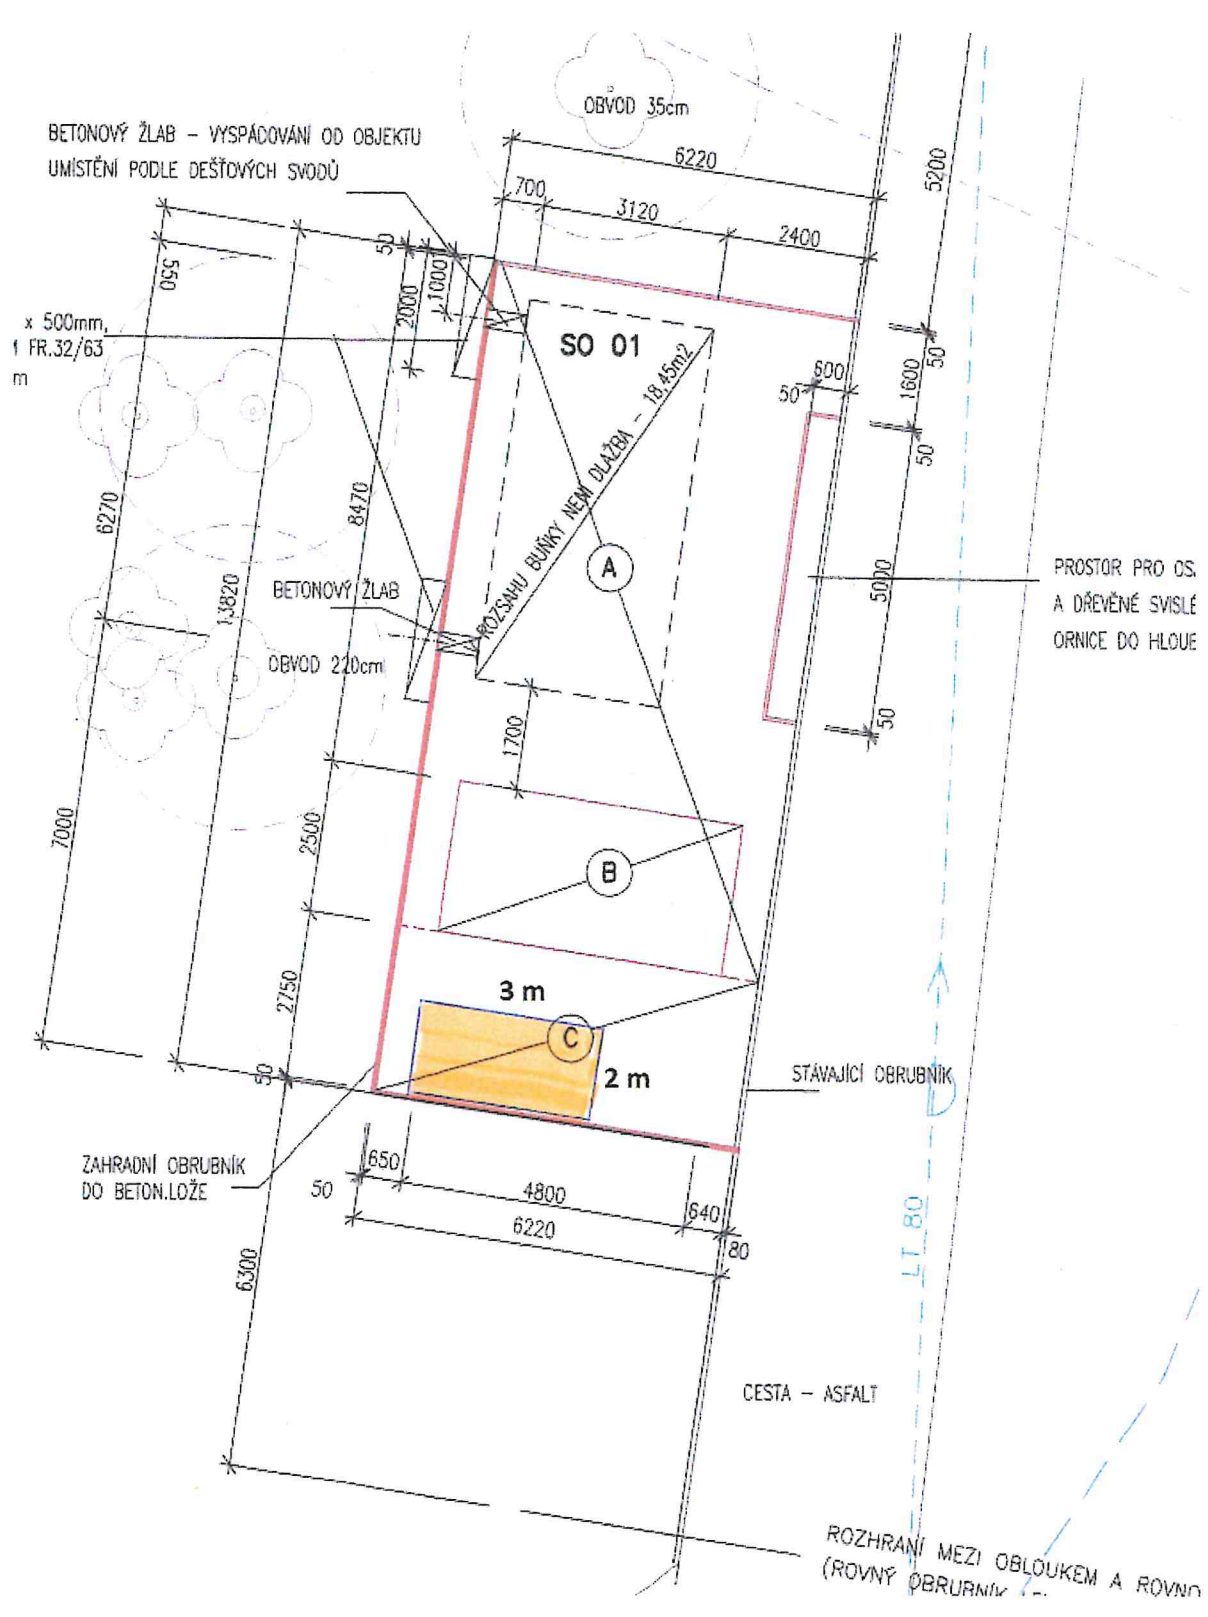 OBVOD 35cm
BETONOVÝ ŽLAB – VYSPÁDOVÁNÍ OD OBJEKTU
UMÍSTĚNÍ PODLE DEŠŤOVÝCH SVODŮ
6220
5200
700
3120
2400
50
550
1000
2000
x 500mm,
FR.32/63
m
SO 01
50
600
1600
50
50
ROZSAHU BUŇKY NENÍ DLAŽBA – 18,45m2
8470
6270
A
PROSTOR PRO OS.
A DŘEVĚNÉ SVISLÉ
ORNICE DO HLOUB
5000
BETONOVÝ ŽLAB
13820
OBVOD 220cm
50
1700
7000
2500
B
3 m
2750
C
2 m
50
STÁVAJÍCÍ OBRUBNÍK
ZAHRADNÍ OBRUBNÍK
DO BETON.LOŽE
650
50
4800
640
6220
80
LT 80
6300
CESTA – ASFALT
ROZHRANÍ MEZI OBLOUKEM A ROVNO
(ROVNÝ OBRUBNÍK